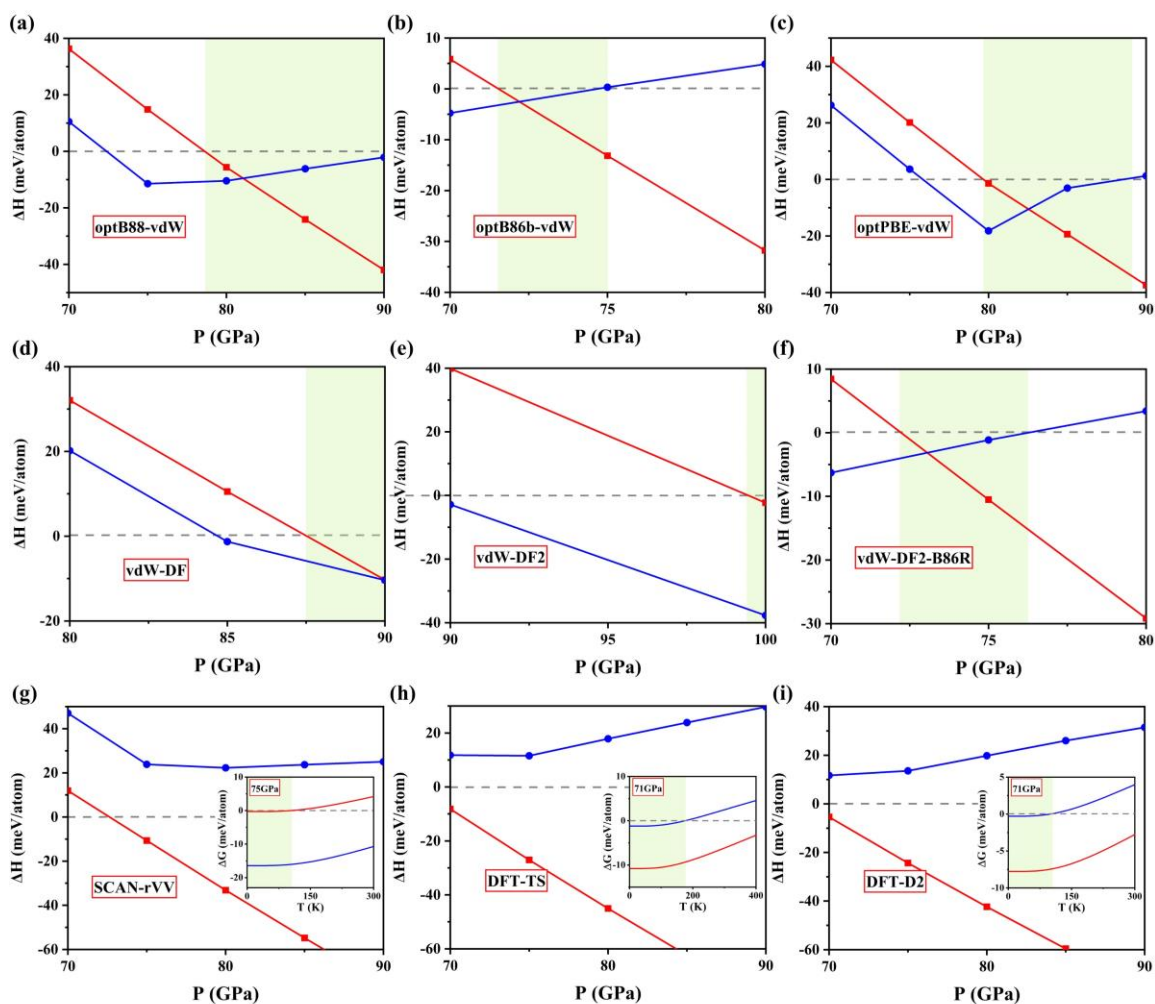 (a)
40
20
0
-20
-40
ΔH (meV/atom)
optB88-vdW
70
75
80
85
90
P (GPa)
(b)
10
0
-10
-20
-30
-40
ΔH (meV/atom)
optB86b-vdW
70
75
80
P (GPa)
(c)
60
40
20
0
-20
-40
ΔH (meV/atom)
optPBE-vdW
70
75
80
85
90
P (GPa)
(d)
40
20
0
-20
ΔH (meV/atom)
vdW-DF
80
85
90
P (GPa)
(e)
40
20
0
-20
-40
ΔH (meV/atom)
vdW-DF2
90
95
100
P (GPa)
(f)
10
0
-10
-20
-30
ΔH (meV/atom)
vdW-DF2-B86R
70
75
80
P (GPa)
(g)
40
20
0
-20
-40
-60
ΔH (meV/atom)
SCAN-rVV
70
75
80
85
90
P (GPa)
75GPa
10
0
-10
-20
ΔG (meV/atom)
0
150
300
T (K)
(h)
20
0
-20
-40
-60
ΔH (meV/atom)
DFT-TS
70
75
80
85
90
P (GPa)
71GPa
10
0
-10
ΔG (meV/atom)
0
200
400
T (K)
(i)
40
20
0
-20
-40
-60
ΔH (meV/atom)
DFT-D2
70
75
80
85
90
P (GPa)
71GPa
5
0
-5
-10
ΔG (meV/atom)
0
150
300
T (K)